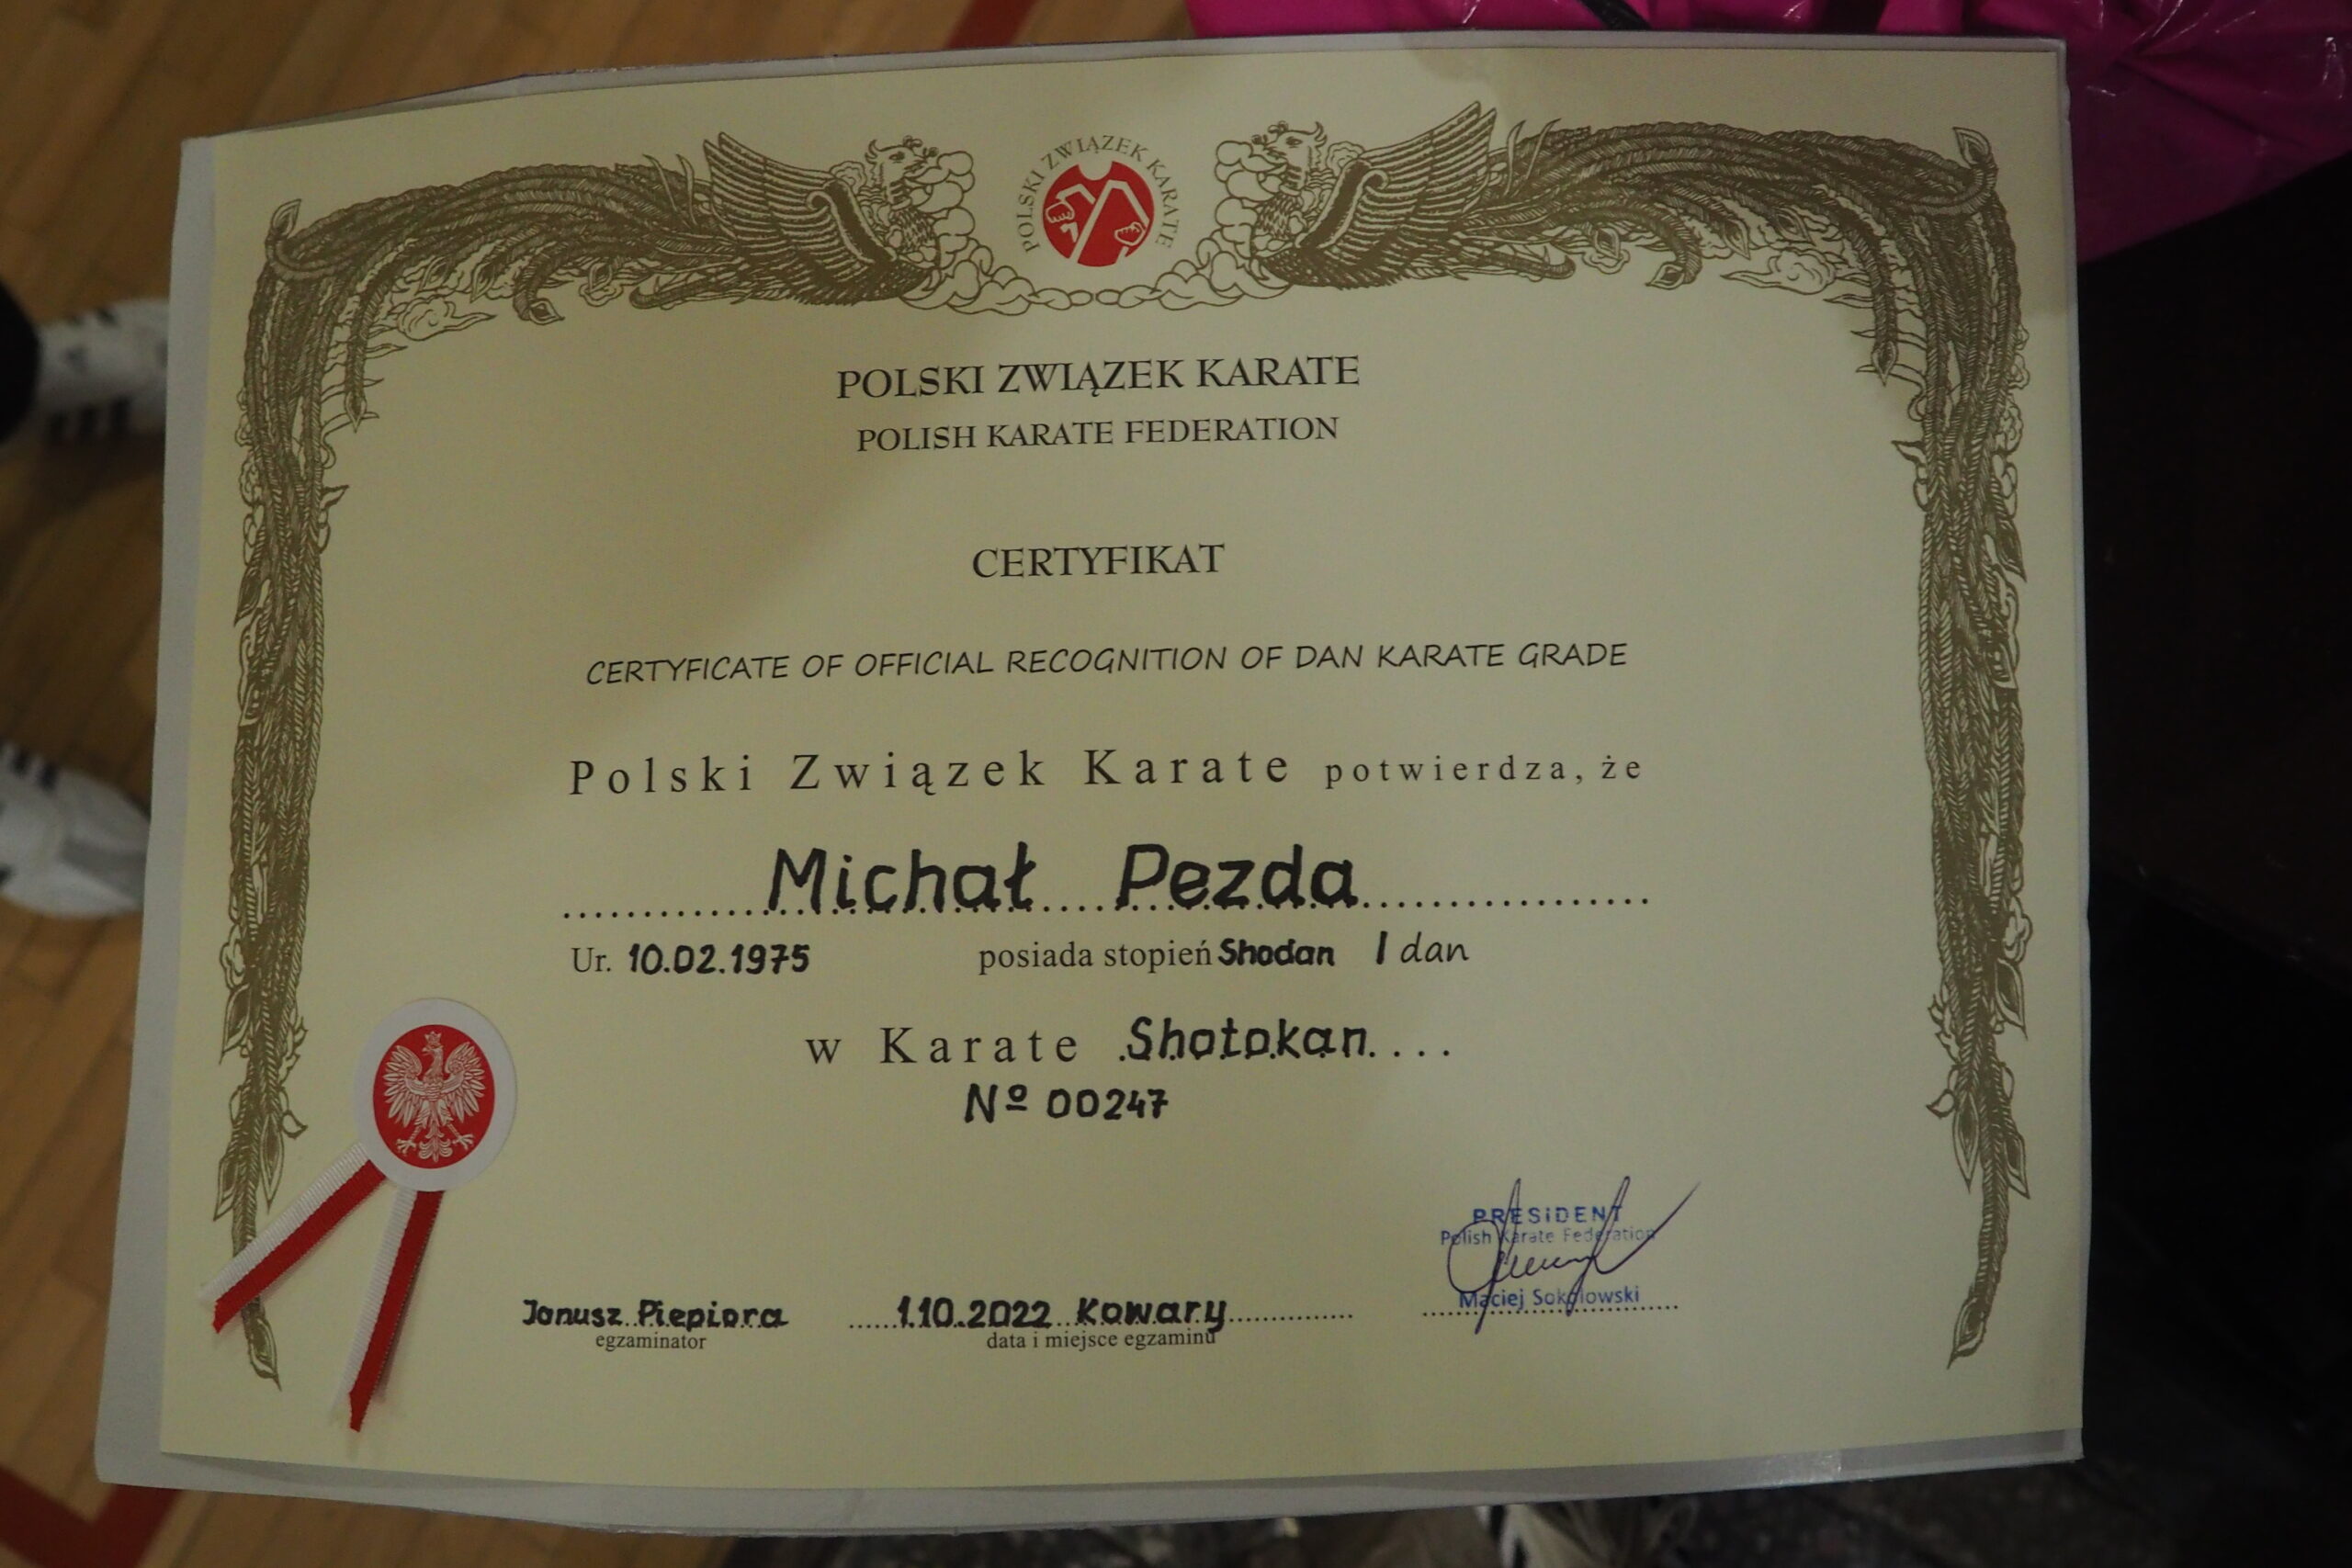 POLSKI ZWIĄZEK KARATE
POLSKI ZWIĄZEK KARATE
POLISH KARATE FEDERATION
CERTYFIKAT
CERTYFICATE OF OFFICIAL RECOGNITION OF DAN KARATE GRADE
Polski Związek Karate potwierdza, że
Michał Pezda
Ur. 10.02.1975 posiada stopień Shodan I dan
w Karate Shotokan
Nº 00247
PRESiDENT
Polish Karate Federation
Maciej Sokołowski
Janusz Piepiora 1.10.2022 Kowary
egzaminator data i miejsce egzaminu